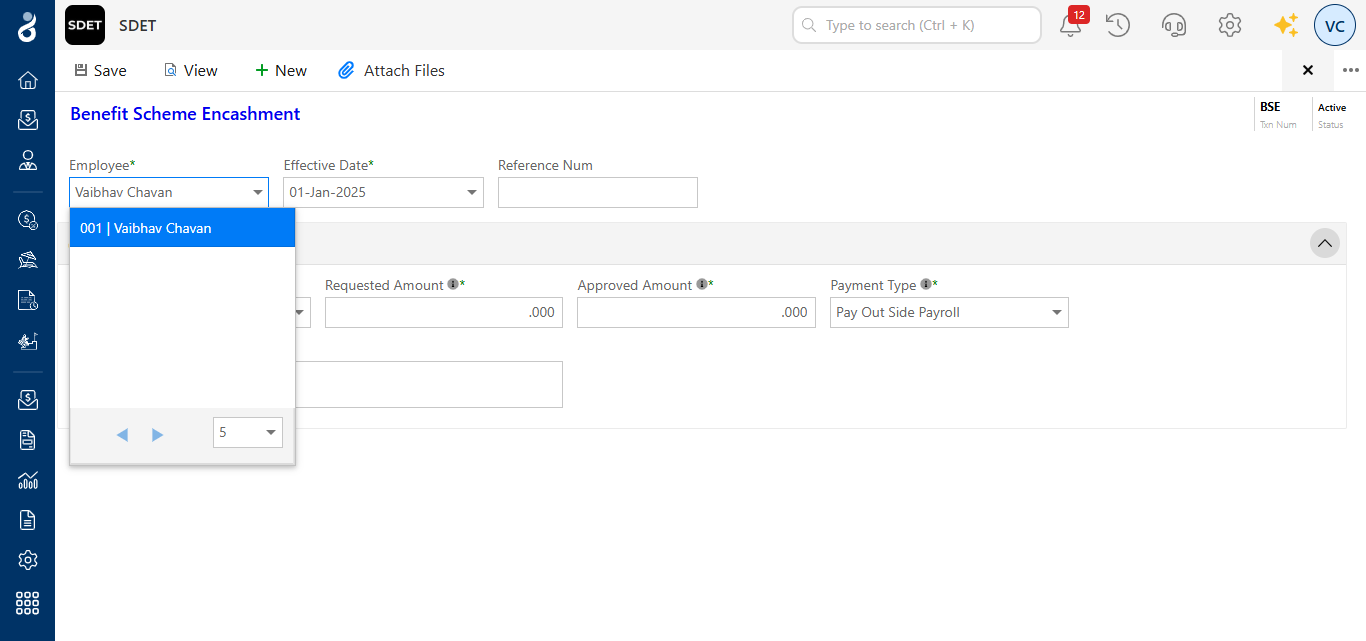 SDET SDET Type to search (Ctrl + K) 12 VC
Save View + New Attach Files
Benefit Scheme Encashment
BSE Active
Txn Num Status
Employee* Effective Date* Reference Num
Vaibhav Chavan 01-Jan-2025
001 | Vaibhav Chavan
Requested Amount * Approved Amount * Payment Type *
.000 .000 Pay Out Side Payroll
5